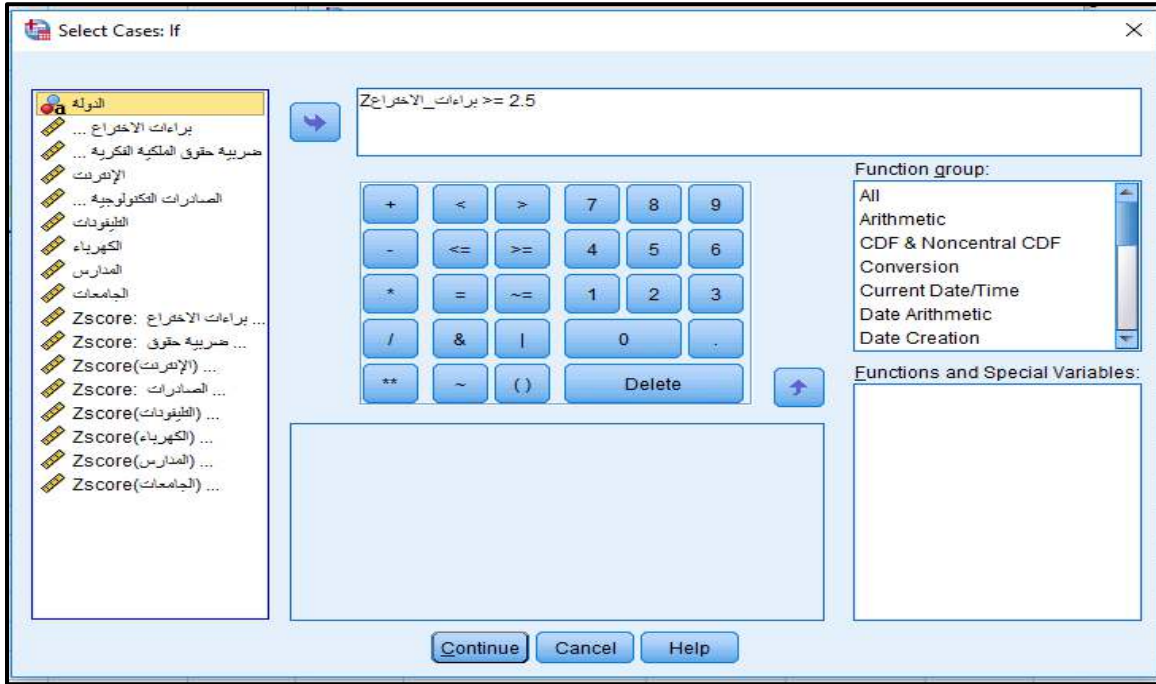 Select Cases: If
الدولة
براءات الاختراع ...
ضريبة حقوق الملكية الفكرية ...
الإنترنت
الصادرات التكنولوجية ...
التليفونات
الكهرباء
المدارس
الجامعات
Zscore: براءات الاختراع ...
Zscore: ضريبة حقوق ...
Zscore(الإنترنت) ...
Zscore: الصادرات ...
Zscore(التليفونات) ...
Zscore(الكهرباء) ...
Zscore(المدارس) ...
Zscore(الجامعات) ...
Zبراءات_الاختراع >= 2.5
+ < > 7 8 9
- <= >= 4 5 6
* = ~= 1 2 3
/ & | 0 .
** ~ ( ) Delete
Function group:
All
Arithmetic
CDF & Noncentral CDF
Conversion
Current Date/Time
Date Arithmetic
Date Creation
Functions and Special Variables:
Continue Cancel Help